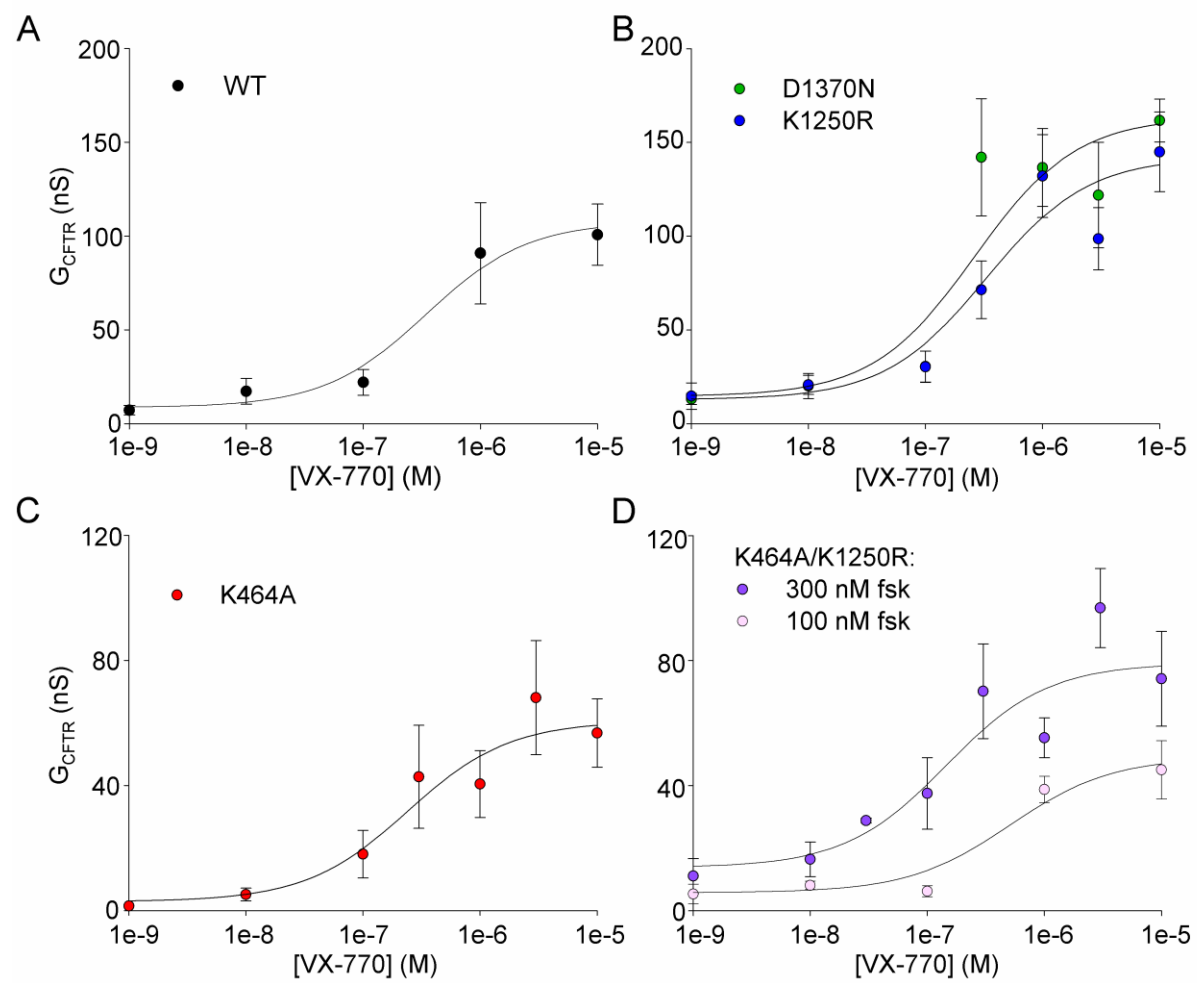 A
200
150
100
50
0
G_CFTR (nS)
WT
1e-9 1e-8 1e-7 1e-6 1e-5
[VX-770] (M)
B
200
150
100
50
0
D1370N
K1250R
1e-9 1e-8 1e-7 1e-6 1e-5
[VX-770] (M)
C
120
80
40
0
G_CFTR (nS)
K464A
1e-9 1e-8 1e-7 1e-6 1e-5
[VX-770] (M)
D
120
80
40
0
K464A/K1250R:
300 nM fsk
100 nM fsk
1e-9 1e-8 1e-7 1e-6 1e-5
[VX-770] (M)